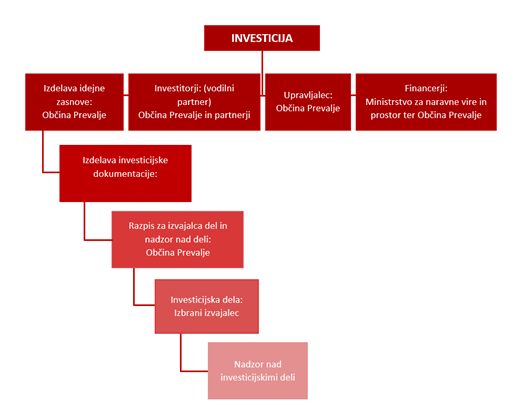 INVESTICIJA
Izdelava idejne
zasnove:
Občina Prevalje
Investitorji: (vodilni
partner)
Občina Prevalje in partnerji
Upravljalec:
Občina Prevalje
Financerji:
Ministrstvo za naravne vire in
prostor ter Občina Prevalje
Izdelava investicijske
dokumentacije:
Razpis za izvajalca del in
nadzor nad deli:
Občina Prevalje
Investicijska dela:
Izbrani izvajalec
Nadzor nad
investicijskimi deli